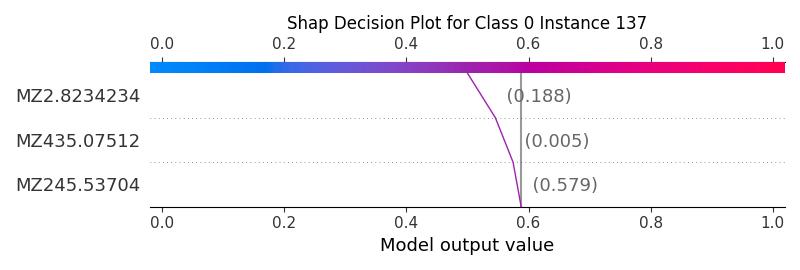 Shap Decision Plot for Class 0 Instance 137
0.0 0.2 0.4 0.6 0.8 1.0
MZ2.8234234 (0.188)
MZ435.07512 (0.005)
MZ245.53704 (0.579)
0.0 0.2 0.4 0.6 0.8 1.0
Model output value